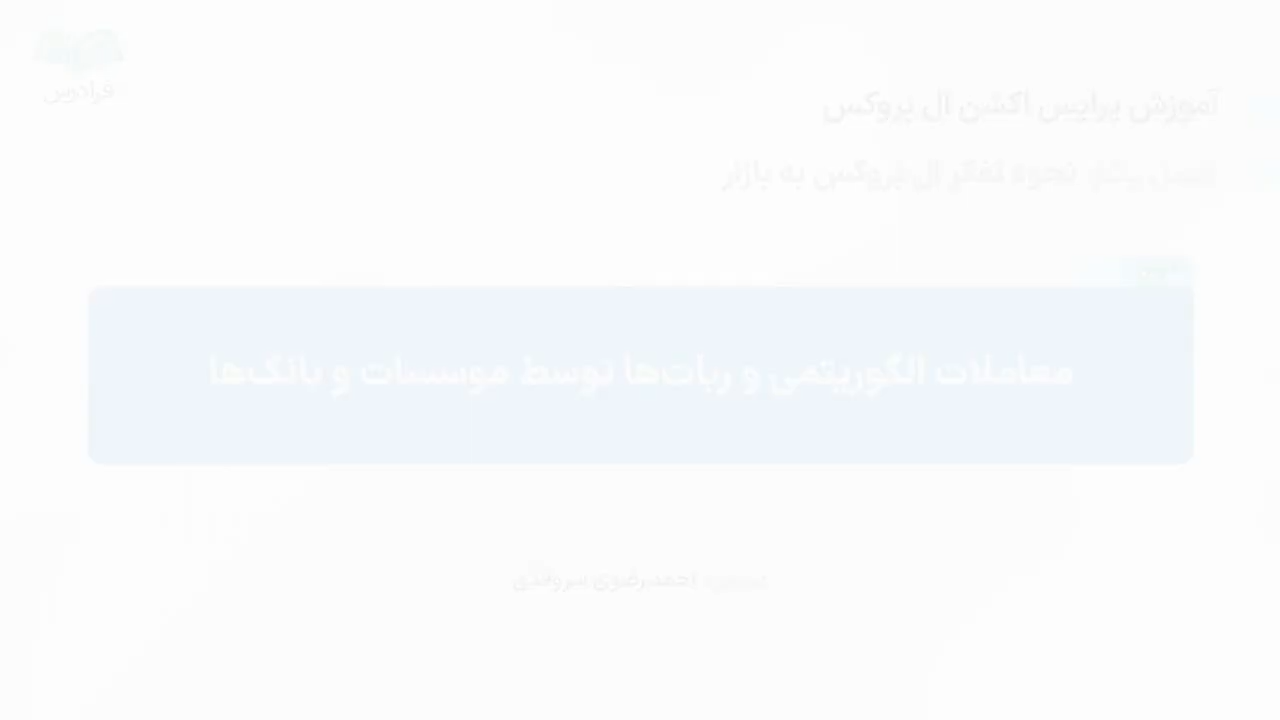 فرادرس
آموزش پرایس اکشن ال بروکس
نحوه تفکر ال بروکس به بازار
معاملات الگوریتمی و ربات‌ها توسط موسسات و بانک‌ها
احمدرضوی سروقدی